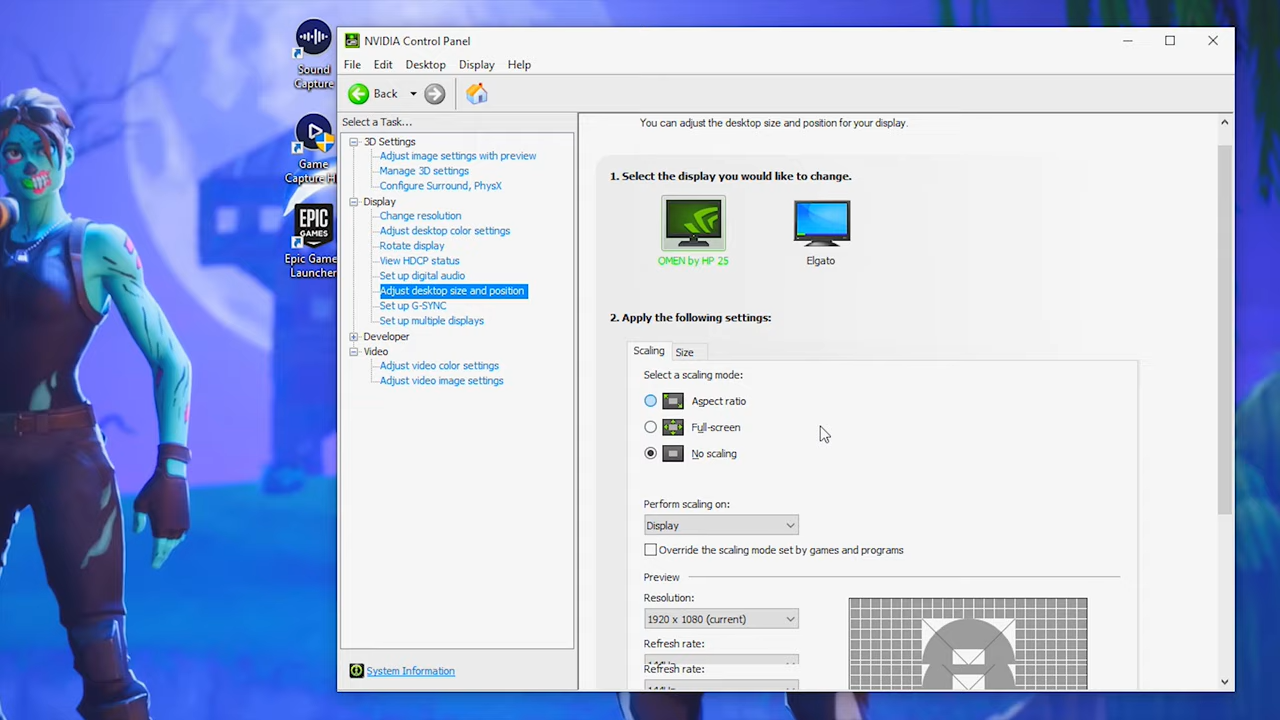 Sound
Capture
Game
Capture H
EPIC
GAMES
Epic Game
Launcher
NVIDIA Control Panel
File Edit Desktop Display Help
Back
Select a Task...
3D Settings
Adjust image settings with preview
Manage 3D settings
Configure Surround, PhysX
Display
Change resolution
Adjust desktop color settings
Rotate display
View HDCP status
Set up digital audio
Adjust desktop size and position
Set up G-SYNC
Set up multiple displays
Developer
Video
Adjust video color settings
Adjust video image settings
System Information
You can adjust the desktop size and position for your display.
1. Select the display you would like to change.
OMEN by HP 25
Elgato
2. Apply the following settings:
Scaling Size
Select a scaling mode:
Aspect ratio
Full-screen
No scaling
Perform scaling on:
Display
Override the scaling mode set by games and programs
Preview
Resolution:
1920 x 1080 (current)
Refresh rate:
Refresh rate: